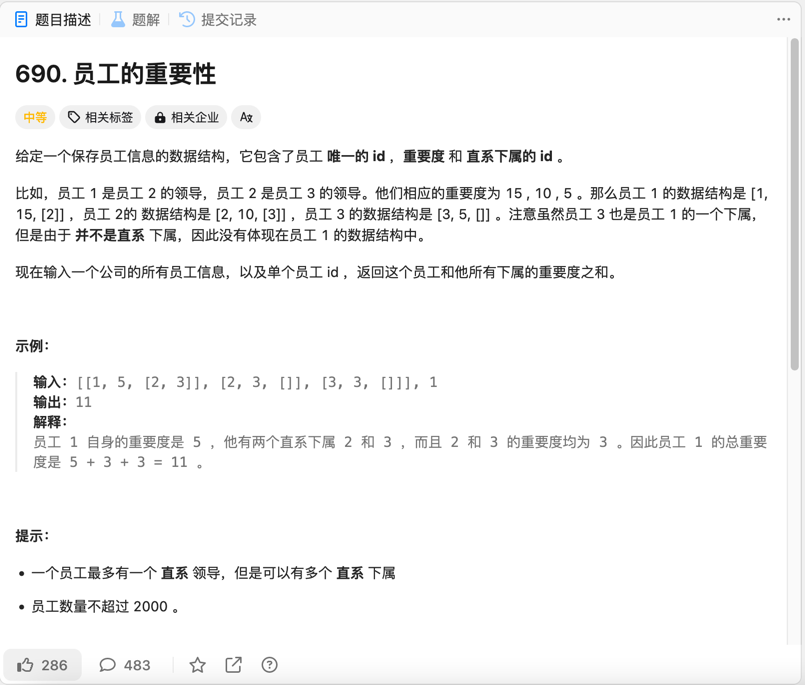 题目描述 题解 提交记录
690. 员工的重要性
中等 相关标签 相关企业 Ax
给定一个保存员工信息的数据结构，它包含了员工 唯一的 id ，重要度 和 直系下属的 id 。
比如，员工 1 是员工 2 的领导，员工 2 是员工 3 的领导。他们相应的重要度为 15 , 10 , 5 。那么员工 1 的数据结构是 [1,
15, [2]] ，员工 2的 数据结构是 [2, 10, [3]] ，员工 3 的数据结构是 [3, 5, []] 。注意虽然员工 3 也是员工 1 的一个下属，
但是由于 并不是直系 下属，因此没有体现在员工 1 的数据结构中。
现在输入一个公司的所有员工信息，以及单个员工 id ，返回这个员工和他所有下属的重要度之和。
示例：
输入：[[1, 5, [2, 3]], [2, 3, []], [3, 3, []]], 1
输出：11
解释：
员工 1 自身的重要度是 5 ，他有两个直系下属 2 和 3 ，而且 2 和 3 的重要度均为 3 。因此员工 1 的总重要
度是 5 + 3 + 3 = 11 。
提示：
• 一个员工最多有一个 直系 领导，但是可以有多个 直系 下属
• 员工数量不超过 2000 。
286 483